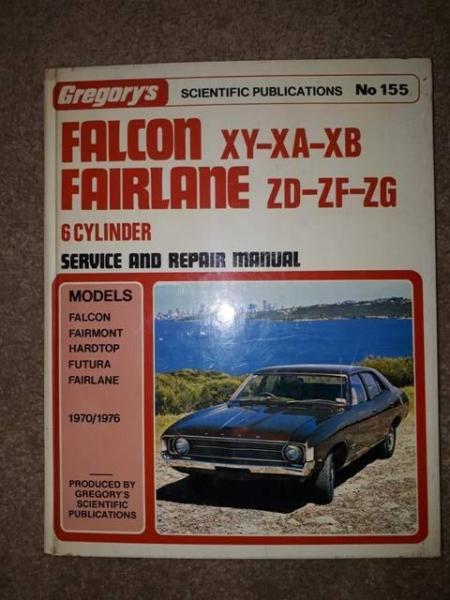 Gregory's
SCIENTIFIC PUBLICATIONS No 155
FALCON XY-XA-XB
FAIRLANE ZD-ZF-ZG
6 CYLINDER
SERVICE AND REPAIR MANUAL
MODELS
FALCON
FAIRMONT
HARDTOP
FUTURA
FAIRLANE
1970/1976
PRODUCED BY
GREGORY'S
SCIENTIFIC
PUBLICATIONS